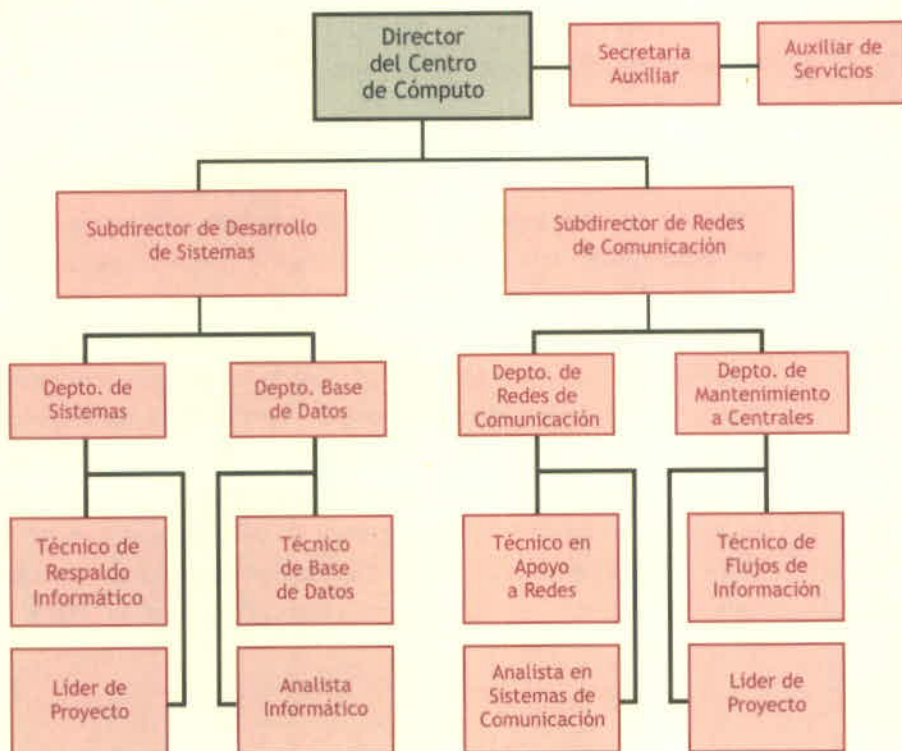 Director
del Centro
de Cómputo
Secretaria
Auxiliar
Auxiliar de
Servicios
Subdirector de Desarrollo
de Sistemas
Subdirector de Redes
de Comunicación
Depto. de
Sistemas
Depto. Base
de Datos
Depto. de
Redes de
Comunicación
Depto. de
Mantenimiento
a Centrales
Técnico de
Respaldo
Informático
Técnico
de Base
de Datos
Técnico en
Apoyo
a Redes
Técnico de
Flujos de
Información
Líder de
Proyecto
Analista
Informático
Analista en
Sistemas de
Comunicación
Líder de
Proyecto